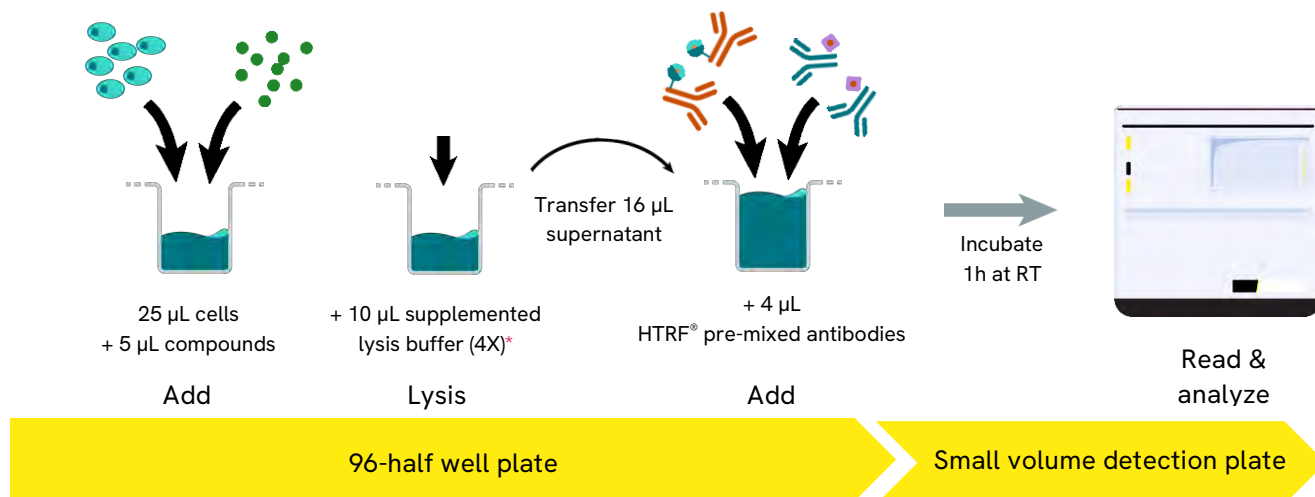 25 µL cells
+ 5 µL compounds
Add
+ 10 µL supplemented
lysis buffer (4X)*
Lysis
Transfer 16 µL
supernatant
+ 4 µL
HTRF® pre-mixed antibodies
Add
Incubate
1h at RT
Read &
analyze
96-half well plate
Small volume detection plate